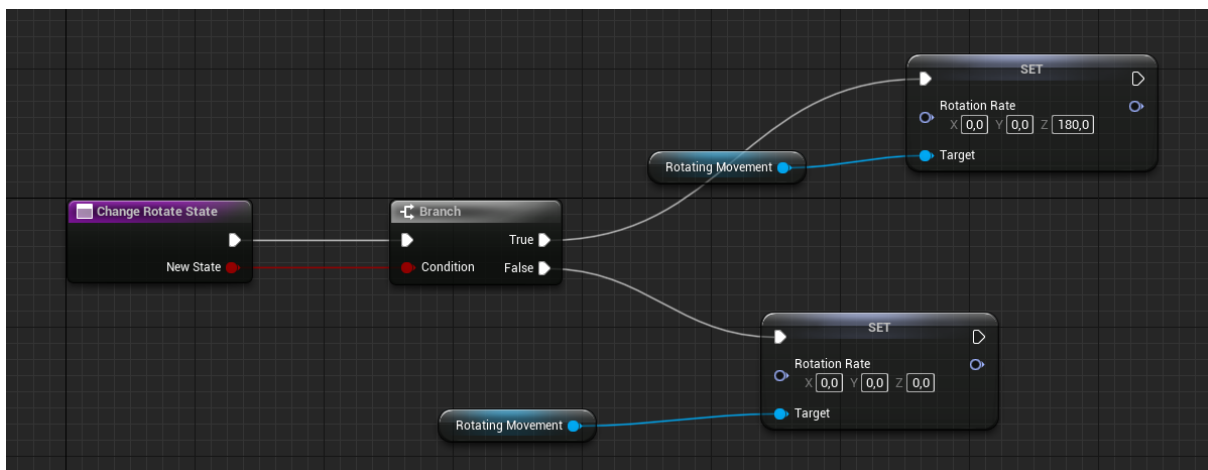 SET
Rotation Rate
X 0,0 Y 0,0 Z 180,0
Target
Rotating Movement
Change Rotate State
New State
Branch
True
Condition
False
SET
Rotation Rate
X 0,0 Y 0,0 Z 0,0
Target
Rotating Movement